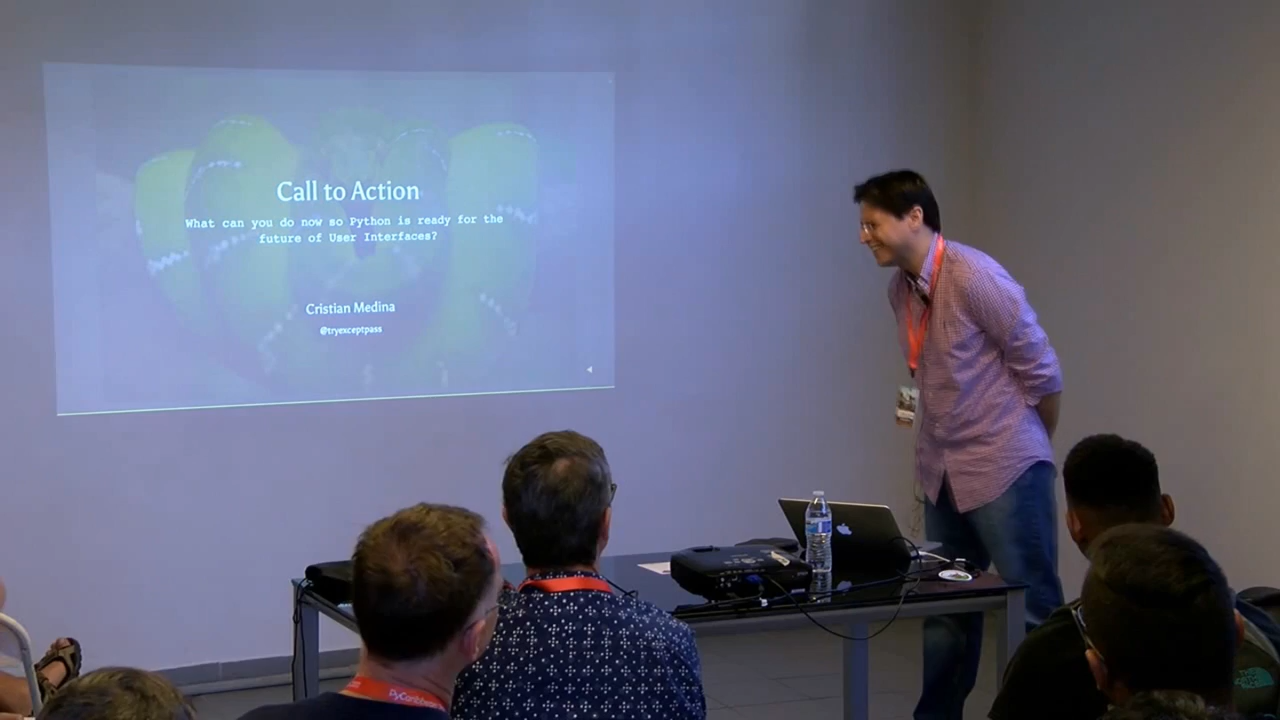 Call to Action
What can you do now so Python is ready for the
future of User Interfaces?
Cristian Medina
@tryexceptpass
PyCaribbean